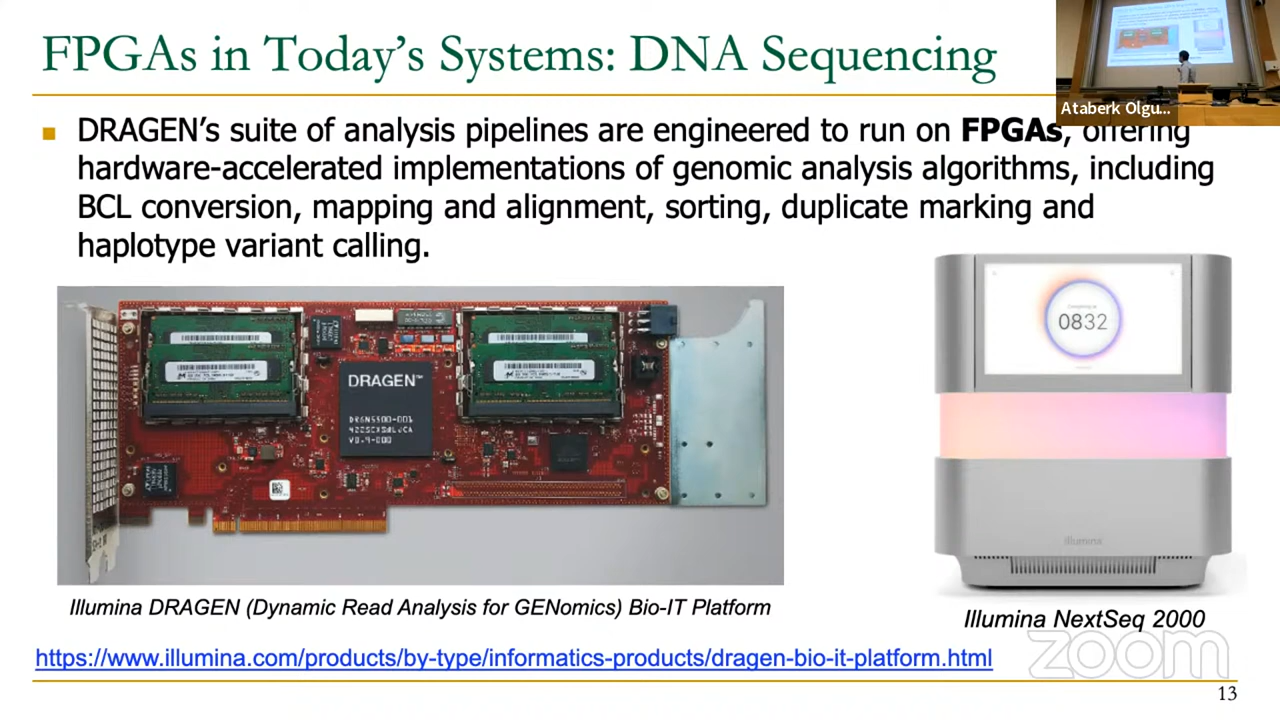 FPGAs in Today's Systems: DNA Sequencing
Ataberk Olgu...
DRAGEN's suite of analysis pipelines are engineered to run on FPGAs, offering
hardware-accelerated implementations of genomic analysis algorithms, including
BCL conversion, mapping and alignment, sorting, duplicate marking and
haplotype variant calling.
DRAGEN™
0832
illumina
Illumina DRAGEN (Dynamic Read Analysis for GENomics) Bio-IT Platform
Illumina NextSeq 2000
https://www.illumina.com/products/by-type/informatics-products/dragen-bio-it-platform.html
zoom
13